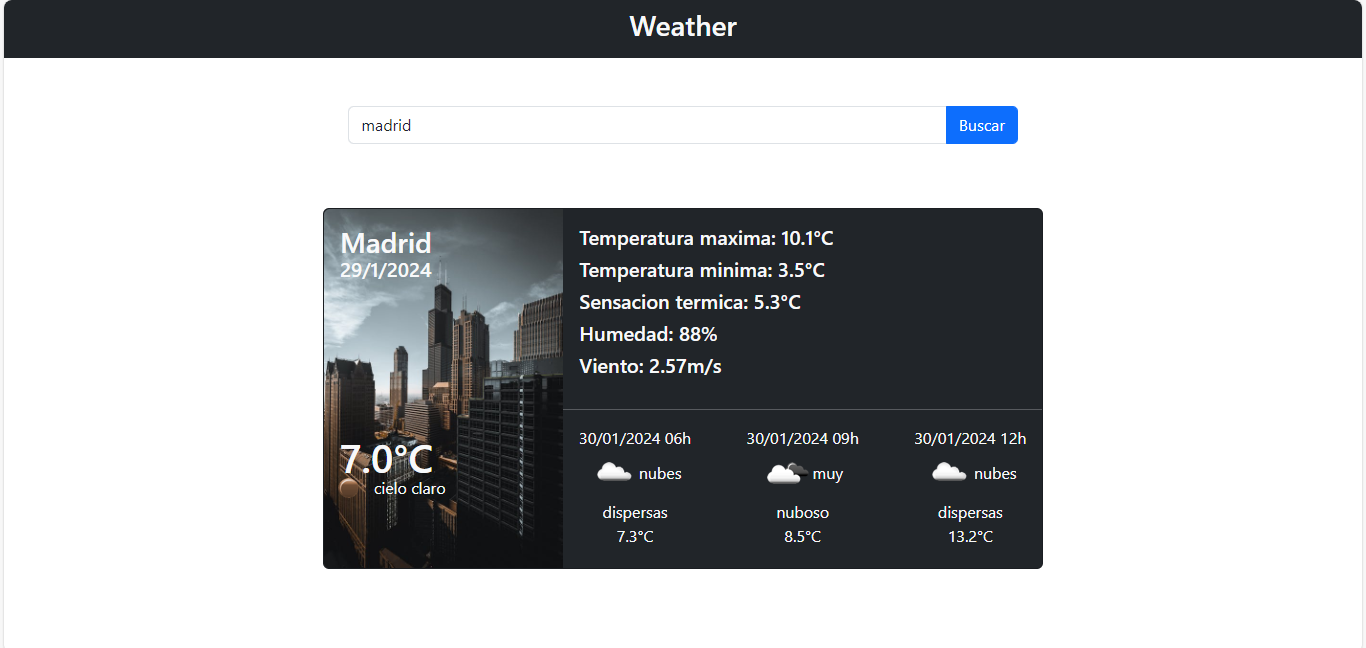 Weather
madrid
Buscar
Madrid
29/1/2024
7.0°C
cielo claro
Temperatura maxima: 10.1°C
Temperatura minima: 3.5°C
Sensacion termica: 5.3°C
Humedad: 88%
Viento: 2.57m/s
30/01/2024 06h
nubes
dispersas
7.3°C
30/01/2024 09h
muy
nuboso
8.5°C
30/01/2024 12h
nubes
dispersas
13.2°C